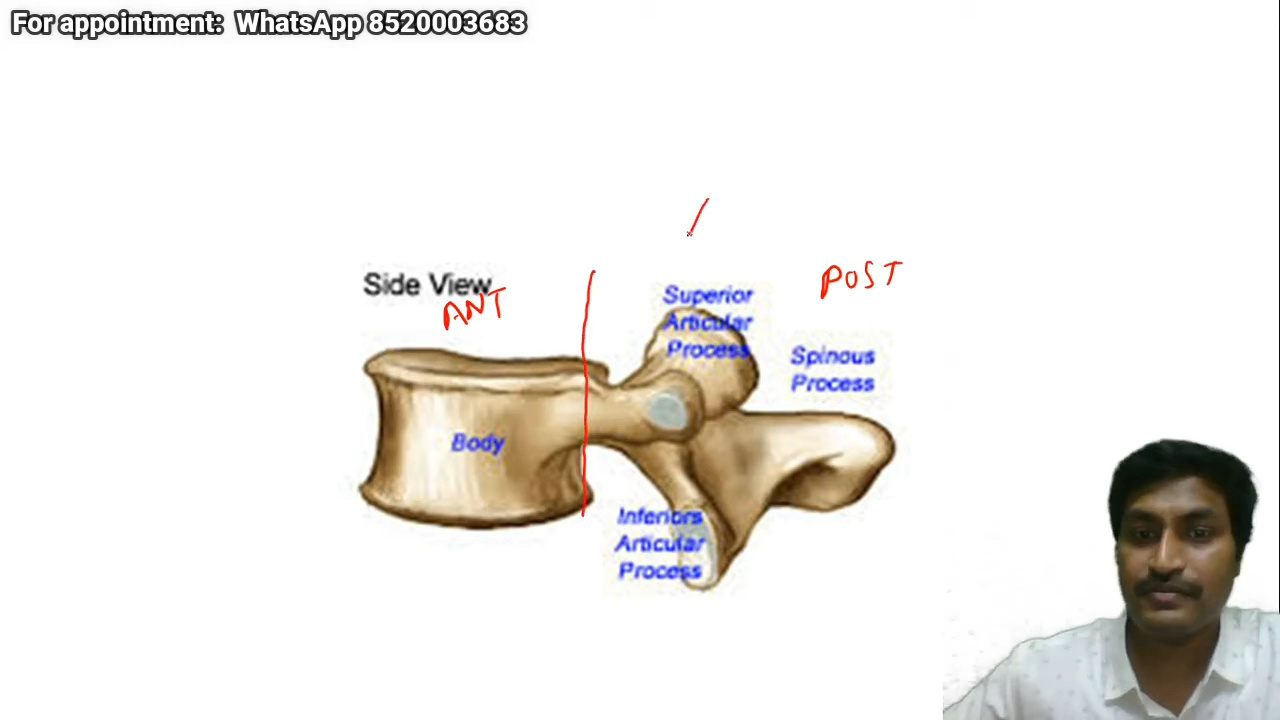 For appointment: WhatsApp 8520003683
Side View
ANT
POST
Superior
Articular
Process
Spinous
Process
Body
Inferiors
Articular
Process